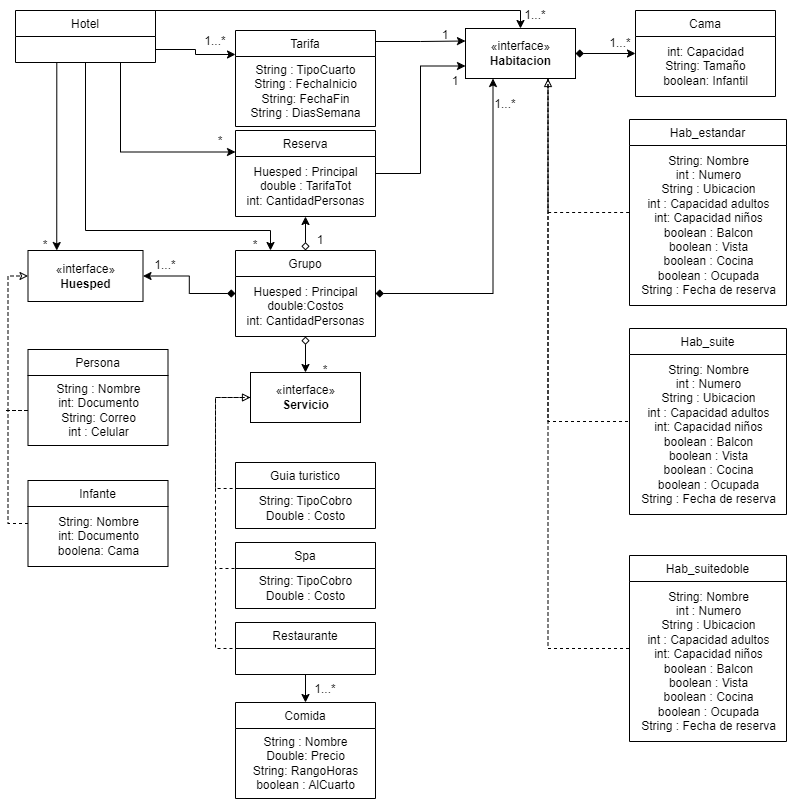 Hotel
1...*
1...*
Tarifa
String : TipoCuarto
String : FechaInicio
String: FechaFin
String : DiasSemana
1
1
«interface»
Habitacion
1...*
1...*
Cama
int: Capacidad
String: Tamaño
boolean: Infantil
*
Reserva
Huesped : Principal
double : TarifaTot
int: CantidadPersonas
1
*
*
«interface»
Huesped
1...*
Grupo
Huesped : Principal
double:Costos
int: CantidadPersonas
*
«interface»
Servicio
Persona
String : Nombre
int: Documento
String: Correo
int : Celular
Infante
String: Nombre
int: Documento
boolena: Cama
Guia turistico
String: TipoCobro
Double : Costo
Spa
String: TipoCobro
Double : Costo
Restaurante
1...*
Comida
String : Nombre
Double: Precio
String: RangoHoras
boolean : AlCuarto
Hab_estandar
String: Nombre
int : Numero
String : Ubicacion
int : Capacidad adultos
int: Capacidad niños
boolean : Balcon
boolean : Vista
boolean : Cocina
boolean : Ocupada
String : Fecha de reserva
Hab_suite
String: Nombre
int : Numero
String : Ubicacion
int : Capacidad adultos
int: Capacidad niños
boolean : Balcon
boolean : Vista
boolean : Cocina
boolean : Ocupada
String : Fecha de reserva
Hab_suitedoble
String: Nombre
int : Numero
String : Ubicacion
int : Capacidad adultos
int: Capacidad niños
boolean : Balcon
boolean : Vista
boolean : Cocina
boolean : Ocupada
String : Fecha de reserva